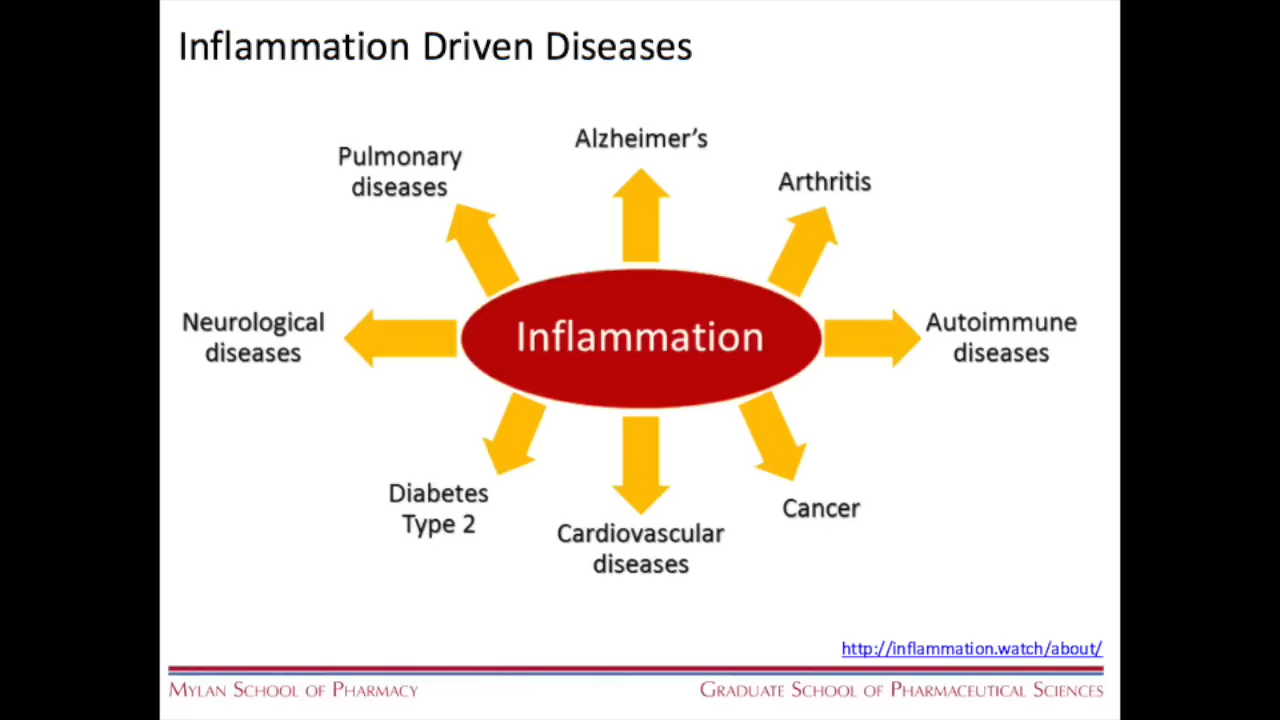 Inflammation Driven Diseases
Alzheimer’s
Pulmonary
diseases
Arthritis
Neurological
diseases
Inflammation
Autoimmune
diseases
Diabetes
Type 2
Cardiovascular
diseases
Cancer
http://inflammation.watch/about/
MYLAN SCHOOL OF PHARMACY
GRADUATE SCHOOL OF PHARMACEUTICAL SCIENCES